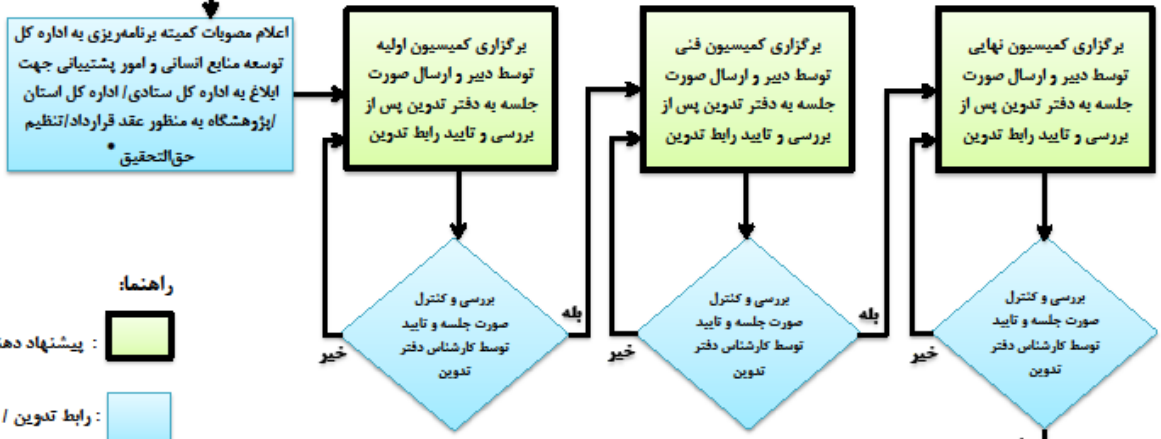 اعلام مصوبات کمیته برنامه‌ریزی به اداره کل
توسعه منابع انسانی و امور پشتیبانی جهت
ابلاغ به اداره کل ستادی/ اداره کل استان
/پژوهشگاه به منظور عقد قرارداد/تنظیم
حق‌التحقیق *
برگزاری کمیسیون اولیه
توسط دبیر و ارسال صورت
جلسه به دفتر تدوین پس از
بررسی و تایید رابط تدوین
بررسی و کنترل
صورت جلسه و تایید
توسط کارشناس دفتر
تدوین
خیر
بله
برگزاری کمیسیون فنی
توسط دبیر و ارسال صورت
جلسه به دفتر تدوین پس از
بررسی و تایید رابط تدوین
بررسی و کنترل
صورت جلسه و تایید
توسط کارشناس دفتر
تدوین
خیر
بله
برگزاری کمیسیون نهایی
توسط دبیر و ارسال صورت
جلسه به دفتر تدوین پس از
بررسی و تایید رابط تدوین
بررسی و کنترل
صورت جلسه و تایید
توسط کارشناس دفتر
تدوین
خیر
راهنما:
: پیشنهاد
: رابط تدوین /